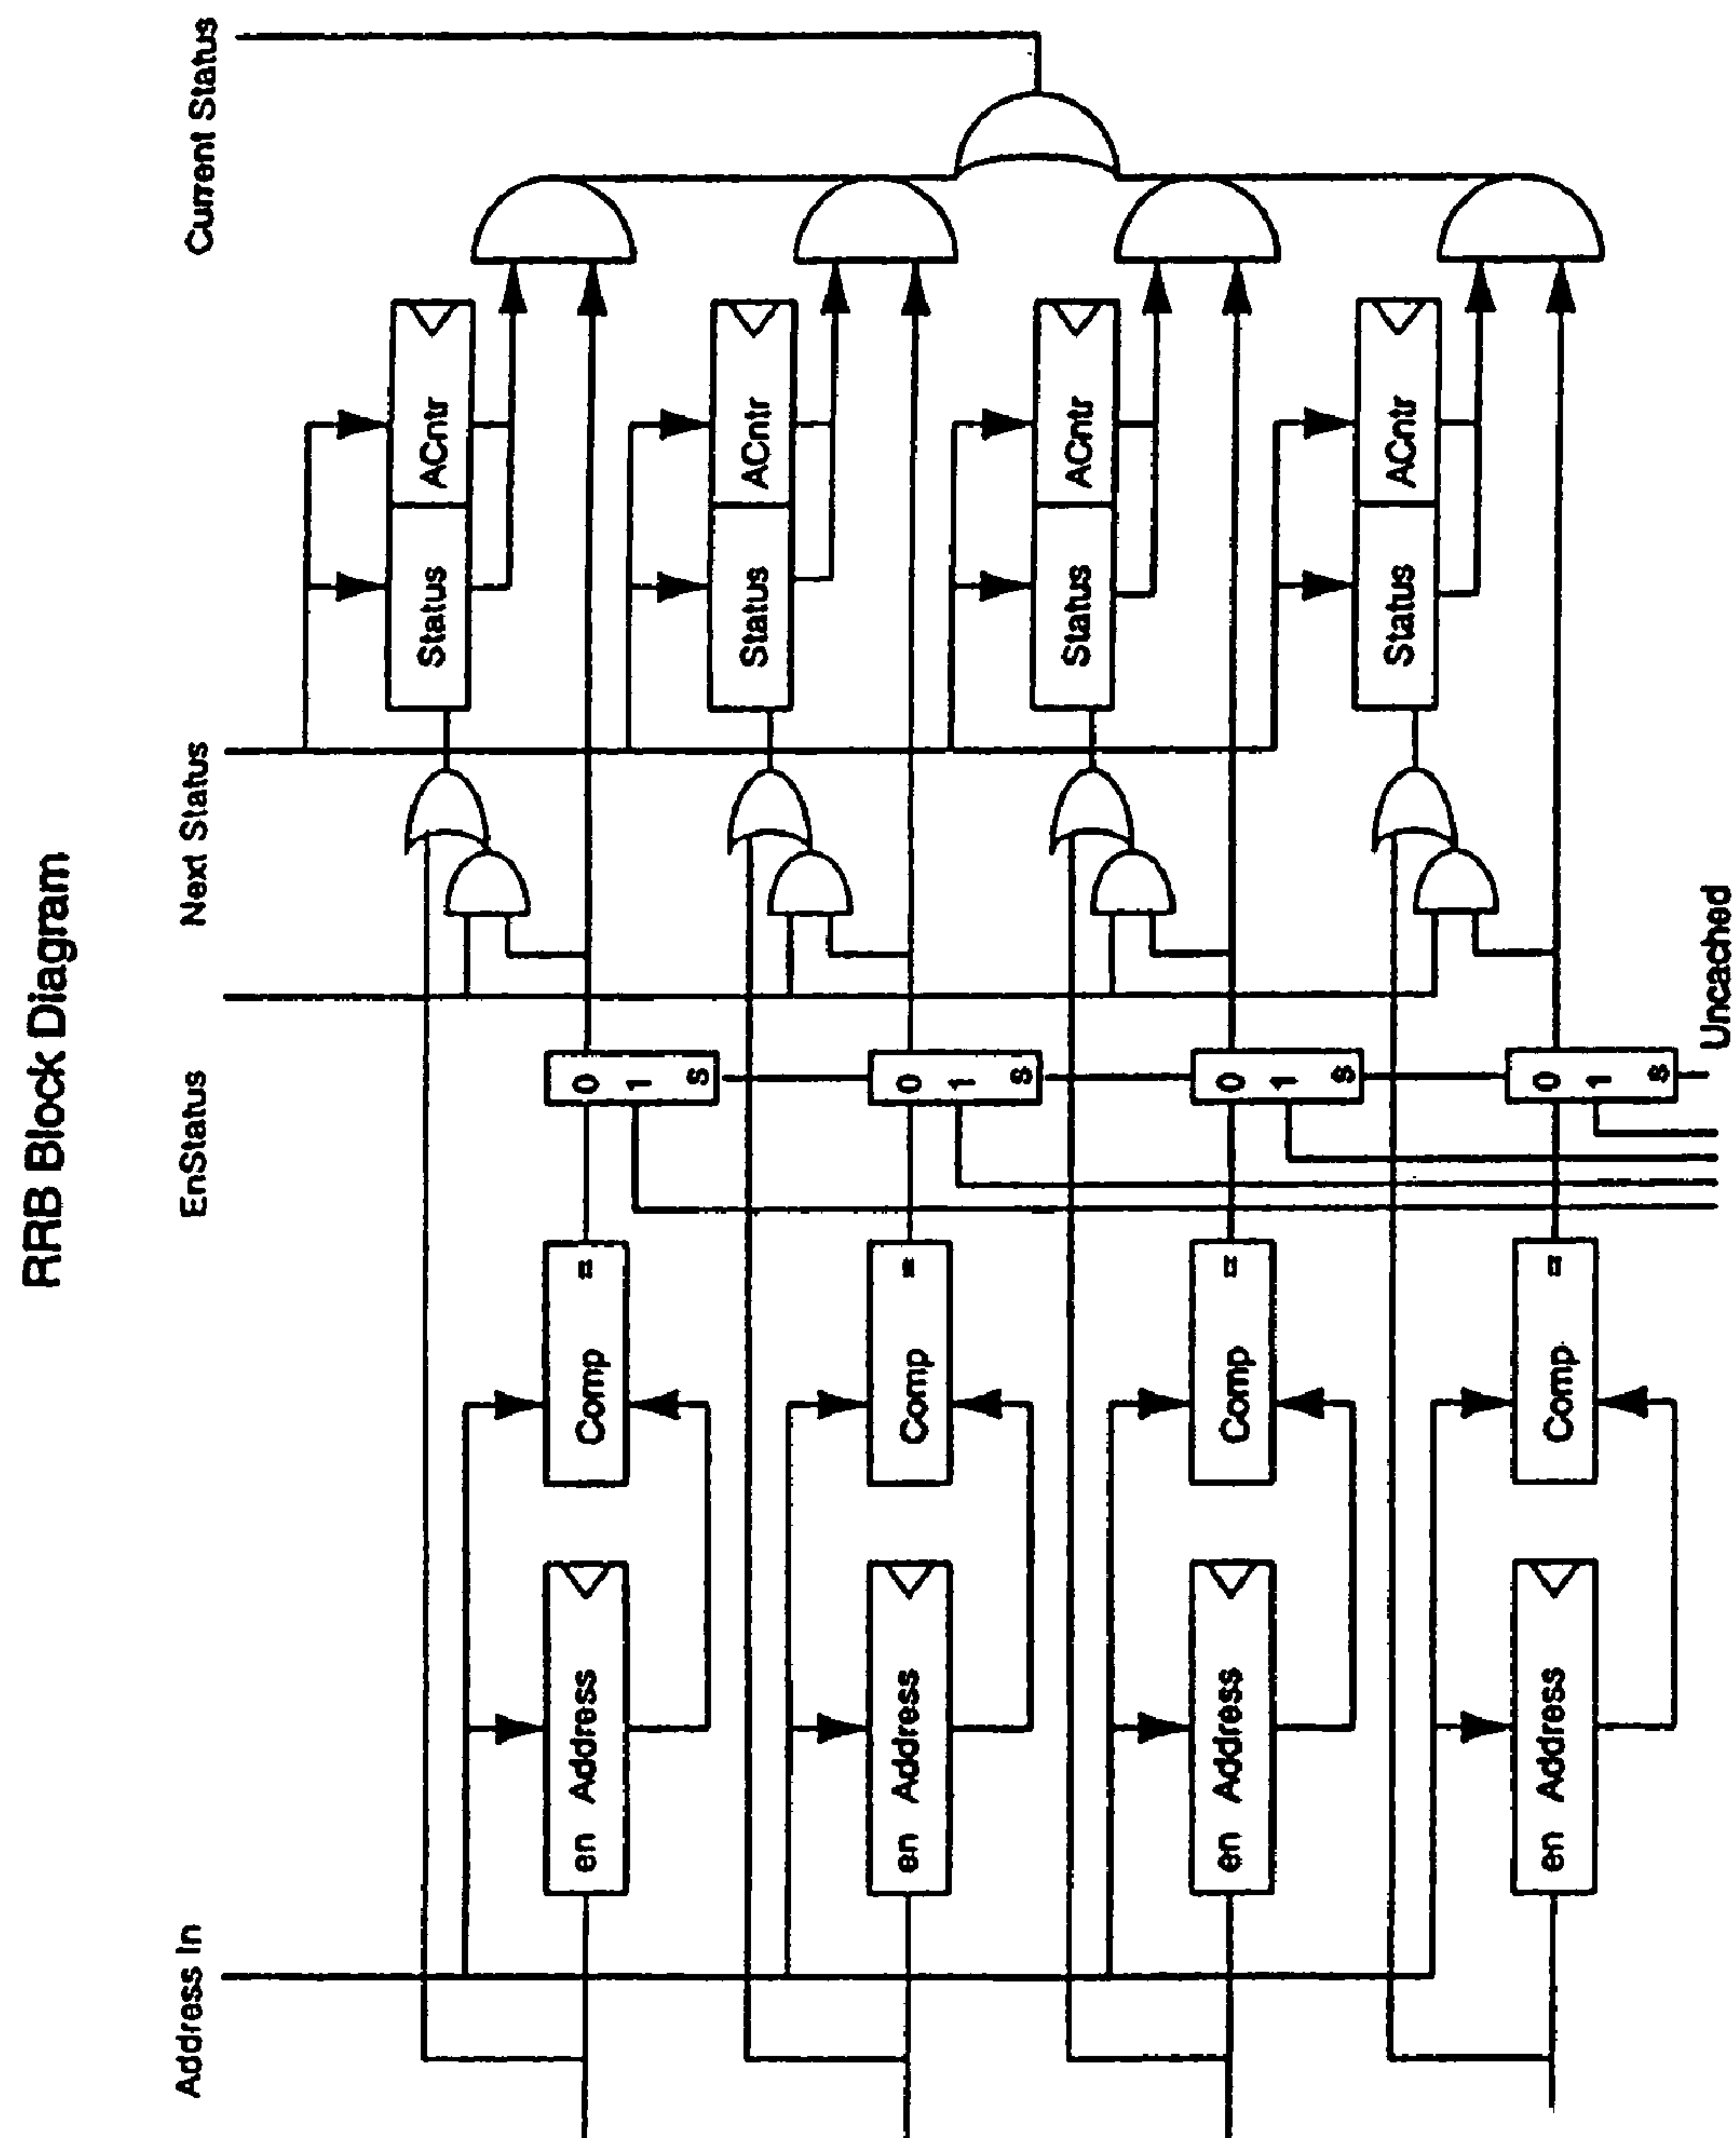 RRB Block Diagram
Address In
EnStatus
Next Status
Current Status
Status ACntr
en Address
Comp =
0
1
s
Status ACntr
en Address
Comp =
0
1
s
Status ACntr
en Address
Comp =
0
1
s
Status ACntr
en Address
Comp =
0
1
s
Uncached